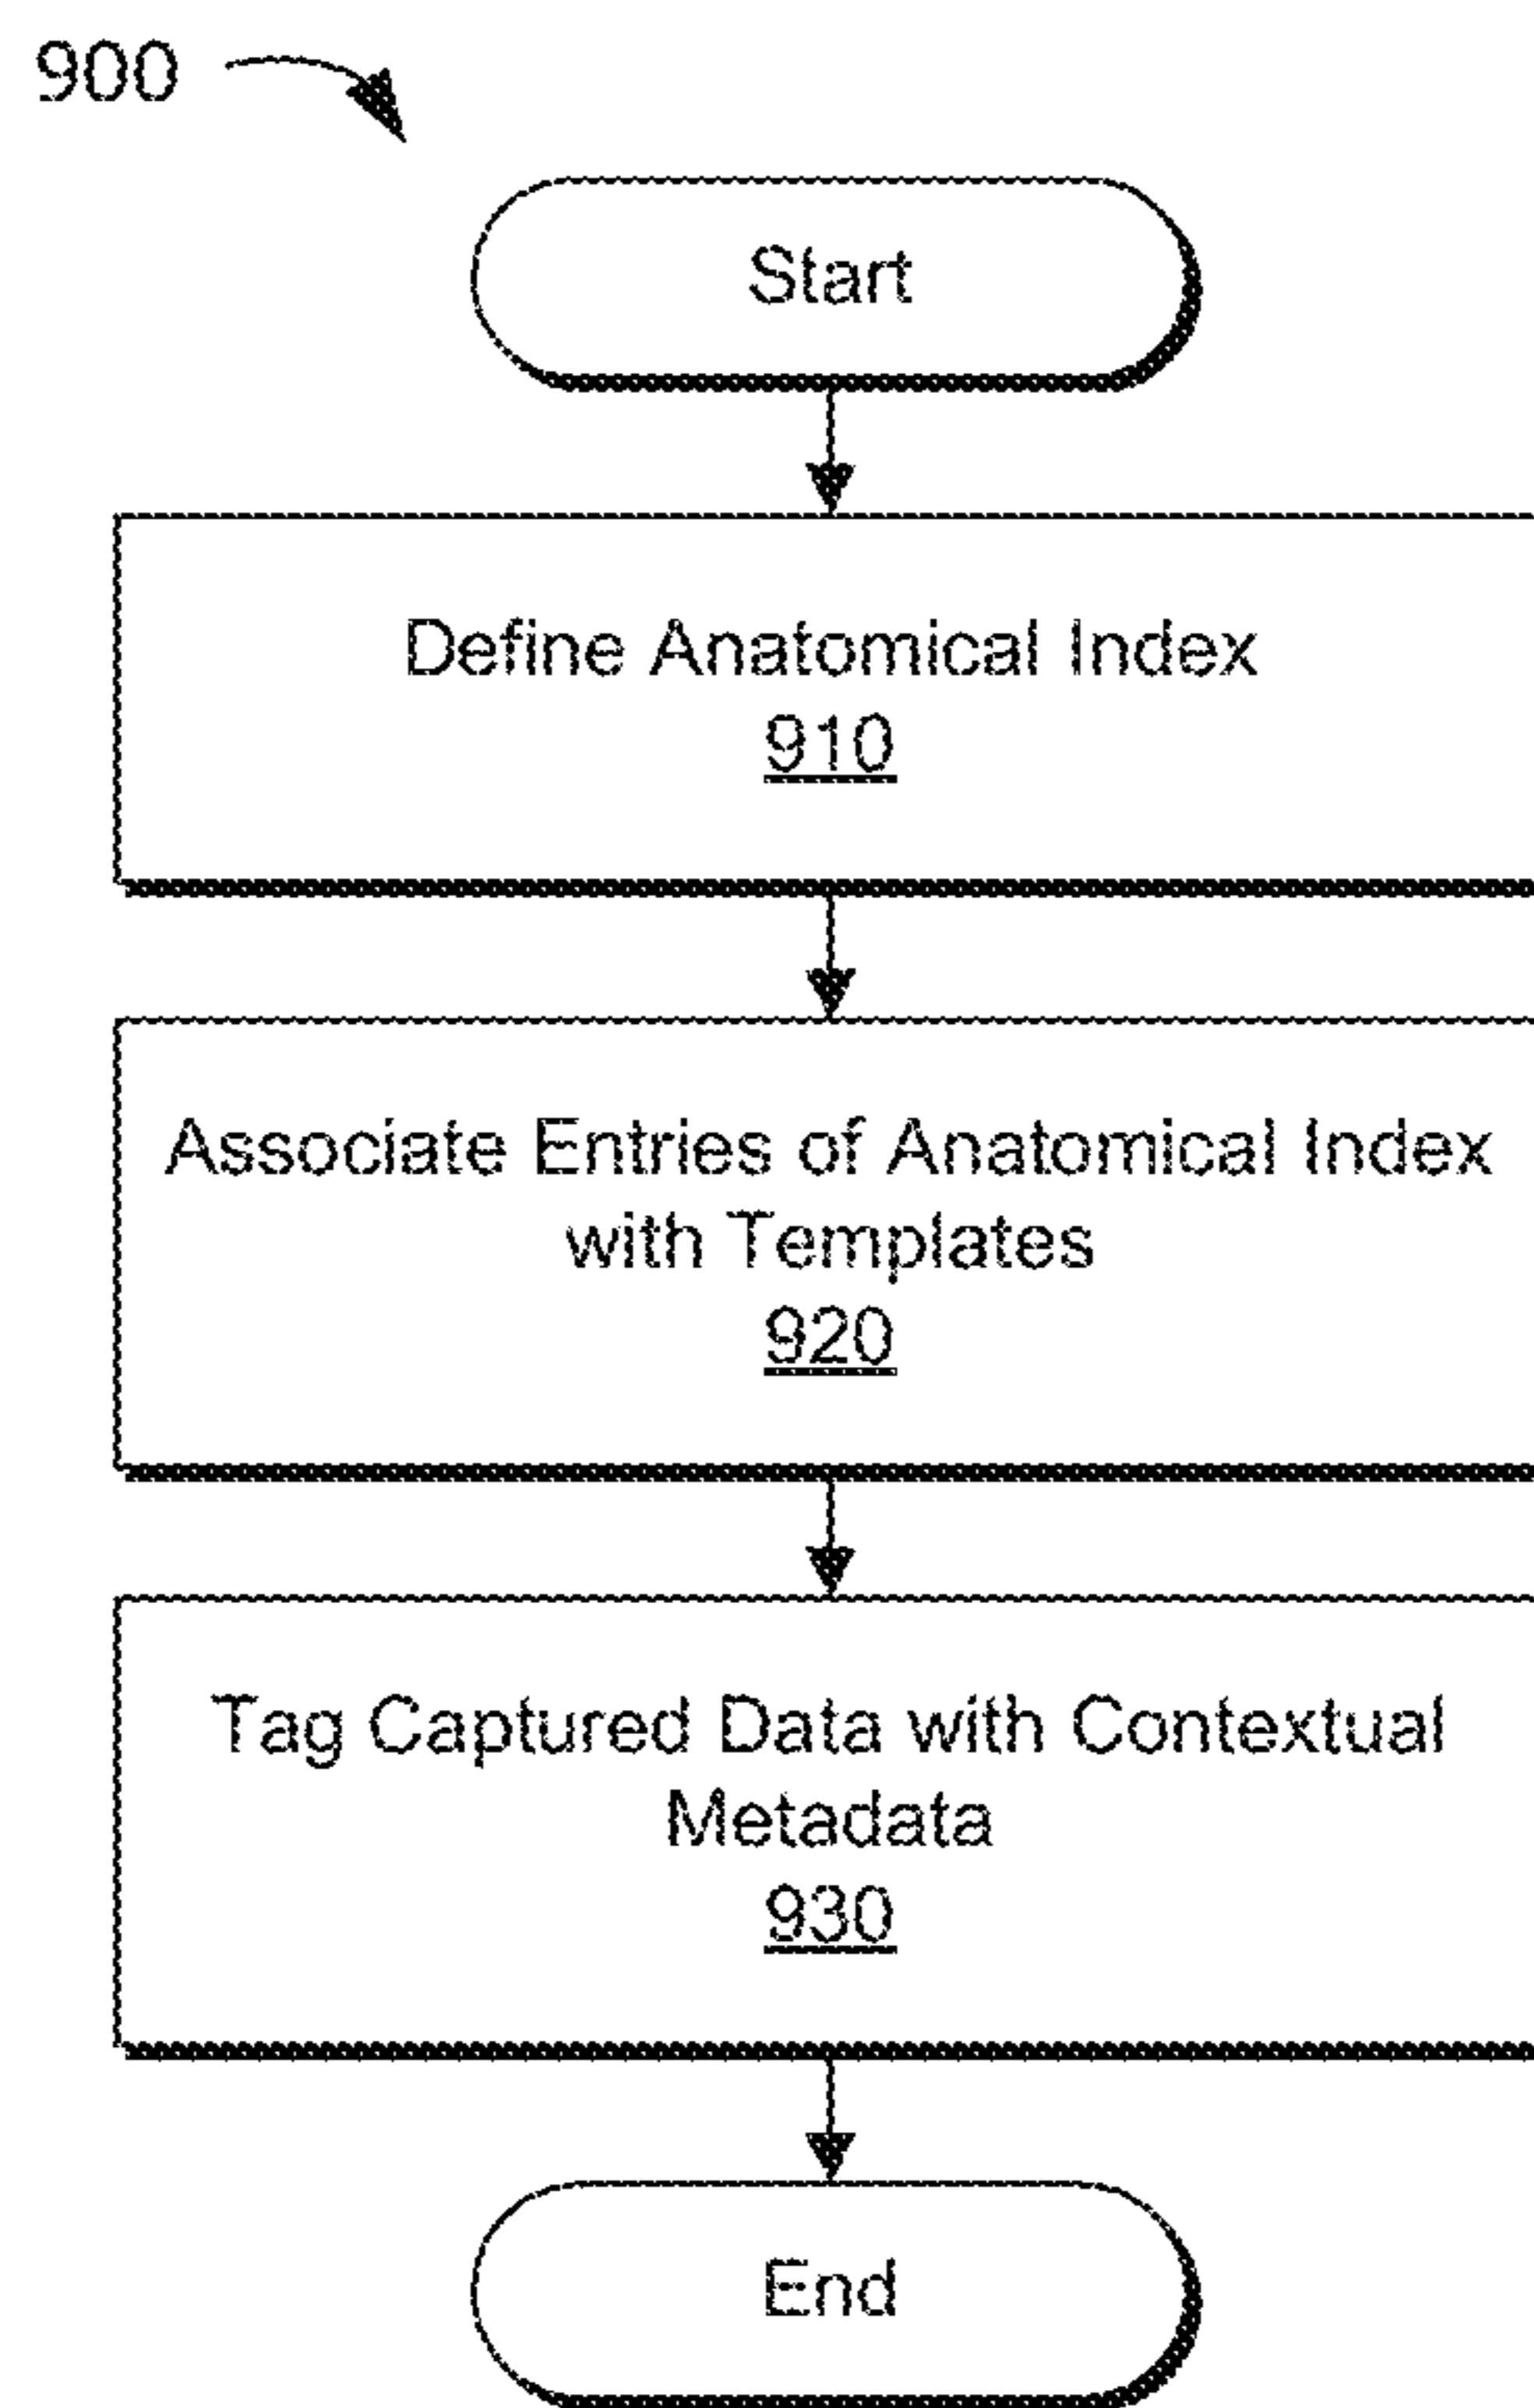 900
Start
Define Anatomical Index
910
Associate Entries of Anatomical Index
with Templates
920
Tag Captured Data with Contextual
Metadata
930
End